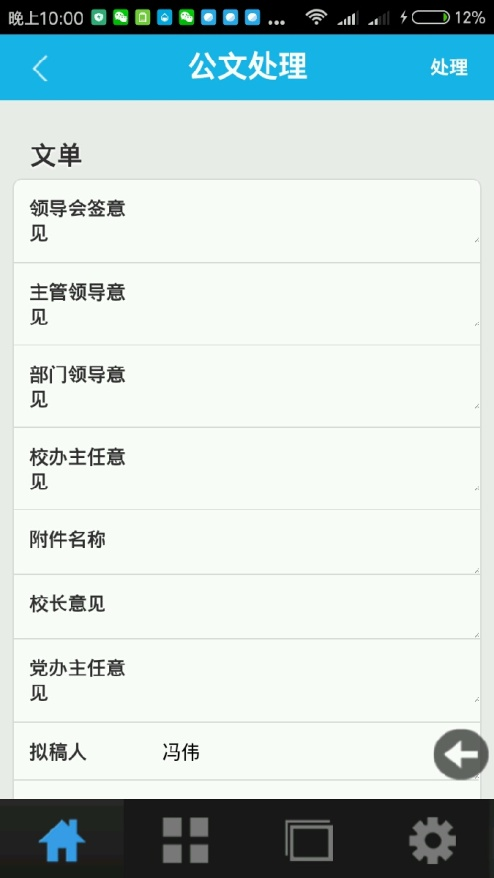 晚上10:00 ... 12%
公文处理 处理
文单
领导会签意
见
主管领导意
见
部门领导意
见
校办主任意
见
附件名称
校长意见
党办主任意
见
拟稿人 冯伟